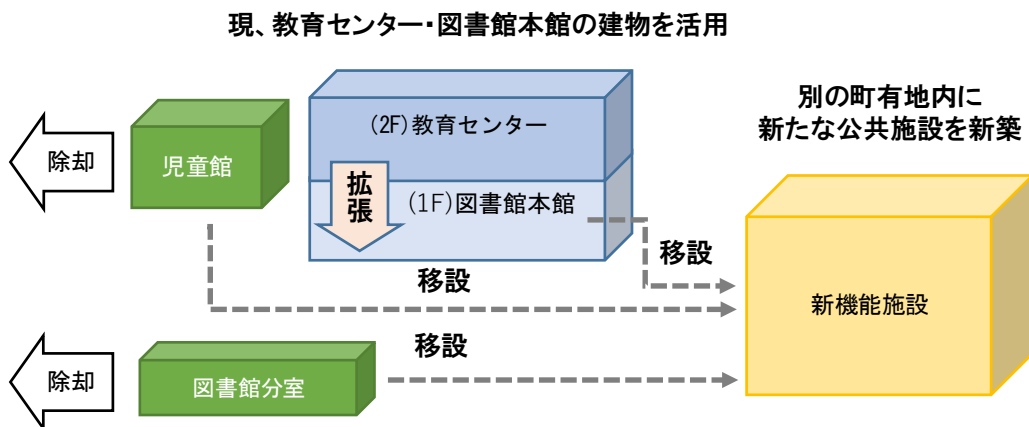 現、教育センター・図書館本館の建物を活用
別の町有地内に
新たな公共施設を新築
(2F)教育センター
除却
児童館
拡張
(1F)図書館本館
移設
移設
新機能施設
移設
除却
図書館分室